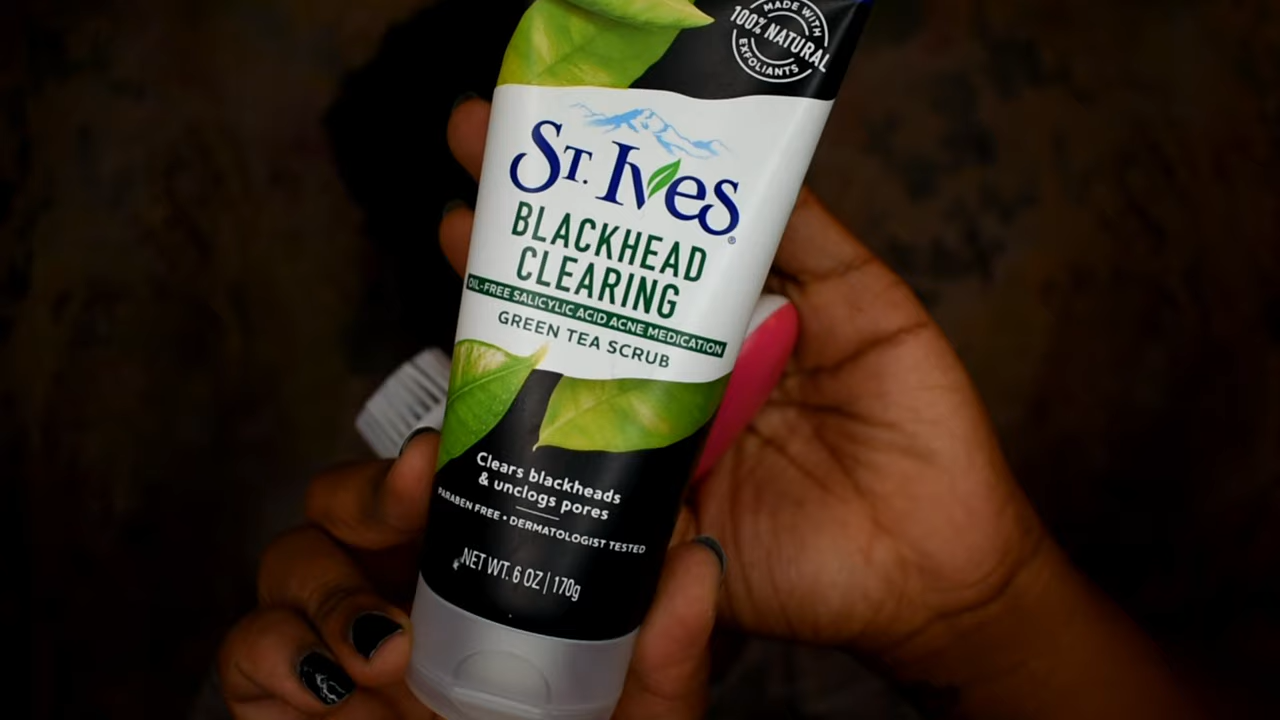 MADE WITH
100% NATURAL
EXFOLIANTS
ST. IVES
®
BLACKHEAD
CLEARING
OIL-FREE SALICYLIC ACID ACNE MEDICATION
GREEN TEA SCRUB
Clears blackheads
& unclogs pores
PARABEN FREE • DERMATOLOGIST TESTED
NET WT. 6 OZ | 170g